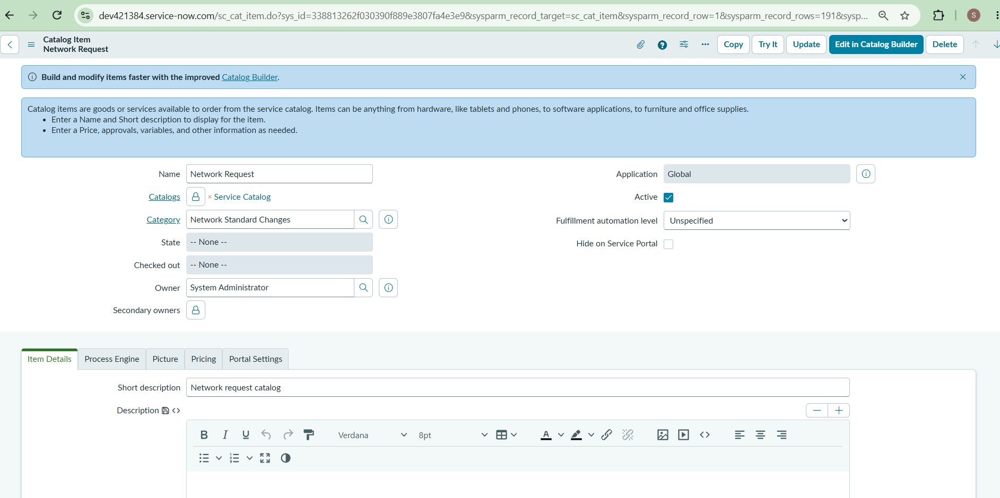 dev421384.service-now.com/sc_cat_item.do?sys_id=338813262f030390f889e3807fa4e3e9&sysparm_record_target=sc_cat_item&sysparm_record_row=1&sysparm_record_rows=191&sysp...
S
Catalog Item
Network Request
Copy
Try It
Update
Edit in Catalog Builder
Delete
Build and modify items faster with the improved Catalog Builder.
Catalog items are goods or services available to order from the service catalog. Items can be anything from hardware, like tablets and phones, to software applications, to furniture and office supplies.
• Enter a Name and Short description to display for the item.
• Enter a Price, approvals, variables, and other information as needed.
Name Network Request
Application Global
Catalogs × Service Catalog
Active
Category Network Standard Changes
Fulfillment automation level Unspecified
State -- None --
Hide on Service Portal
Checked out -- None --
Owner System Administrator
Secondary owners
Item Details Process Engine Picture Pricing Portal Settings
Short description Network request catalog
Description
B I U Verdana 8pt A